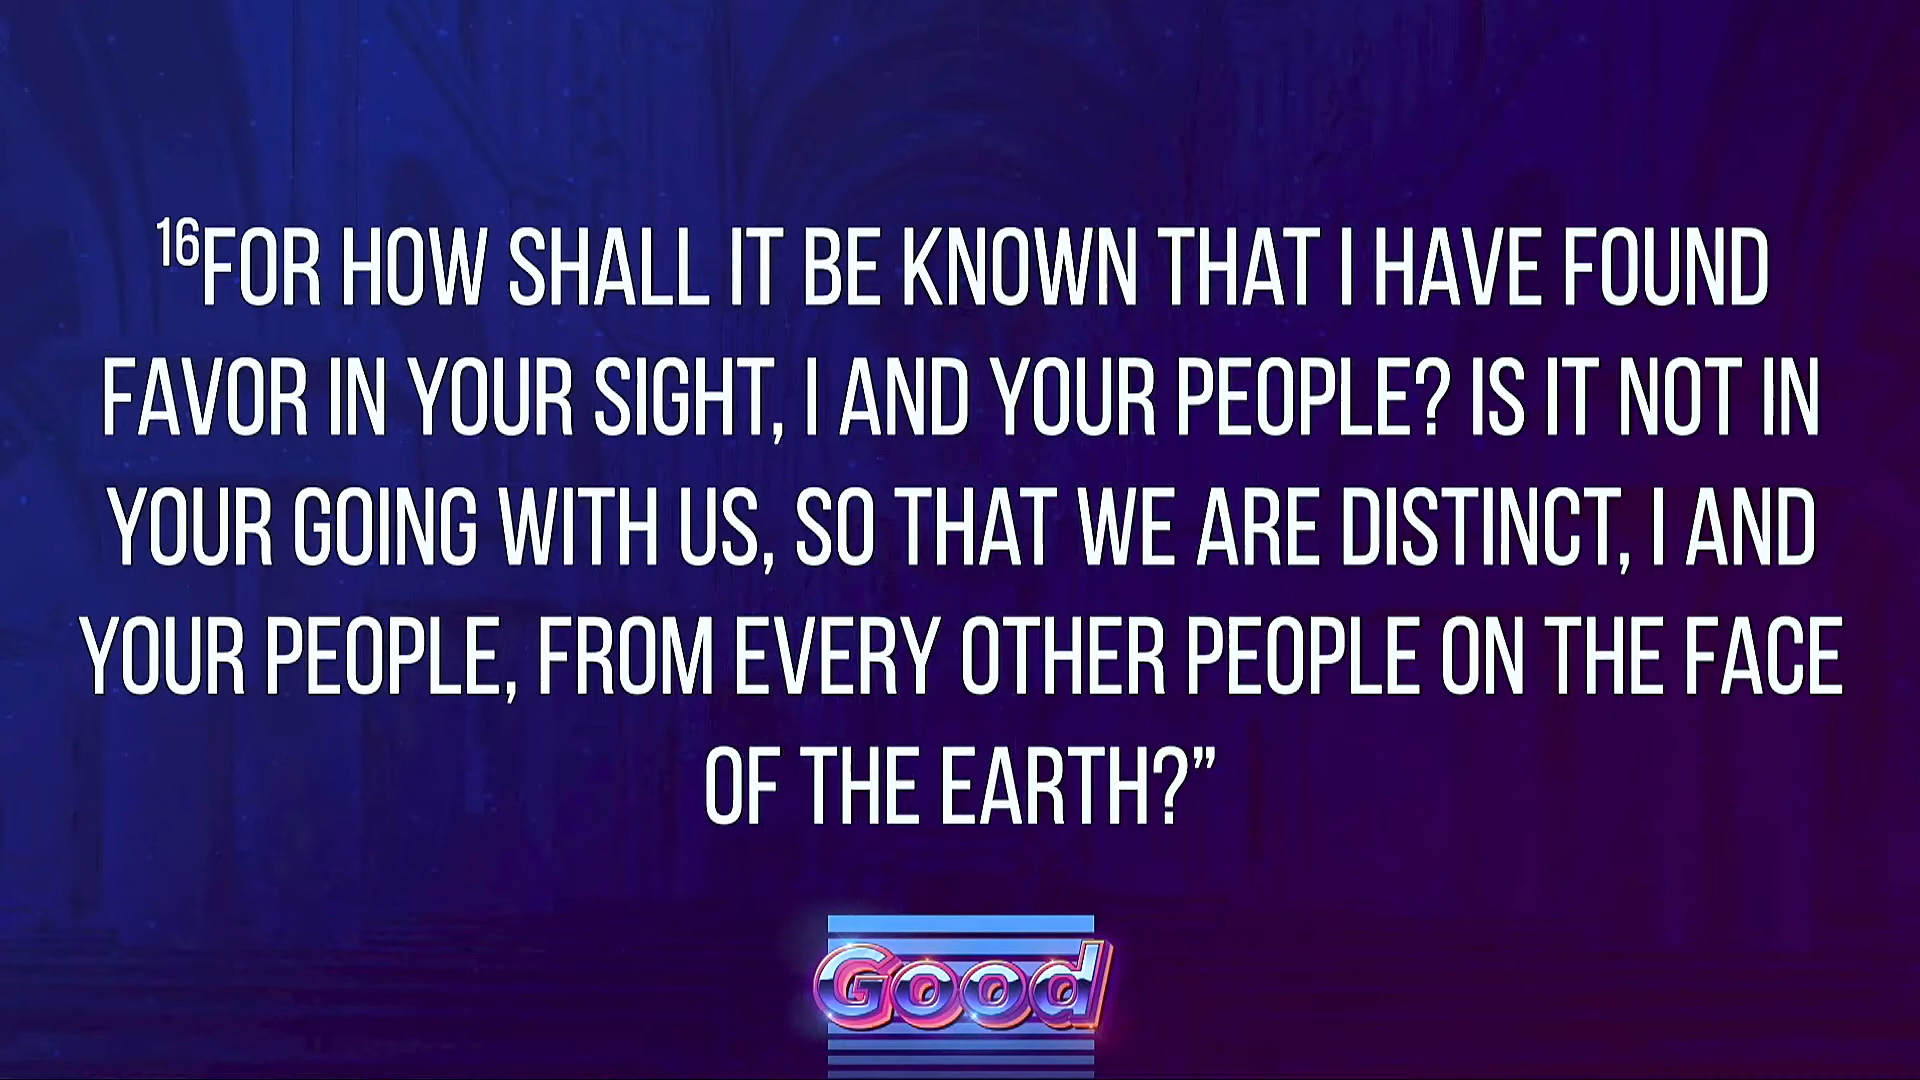 ¹⁶FOR HOW SHALL IT BE KNOWN THAT I HAVE FOUND
FAVOR IN YOUR SIGHT, I AND YOUR PEOPLE? IS IT NOT IN
YOUR GOING WITH US, SO THAT WE ARE DISTINCT, I AND
YOUR PEOPLE, FROM EVERY OTHER PEOPLE ON THE FACE
OF THE EARTH?”
Good